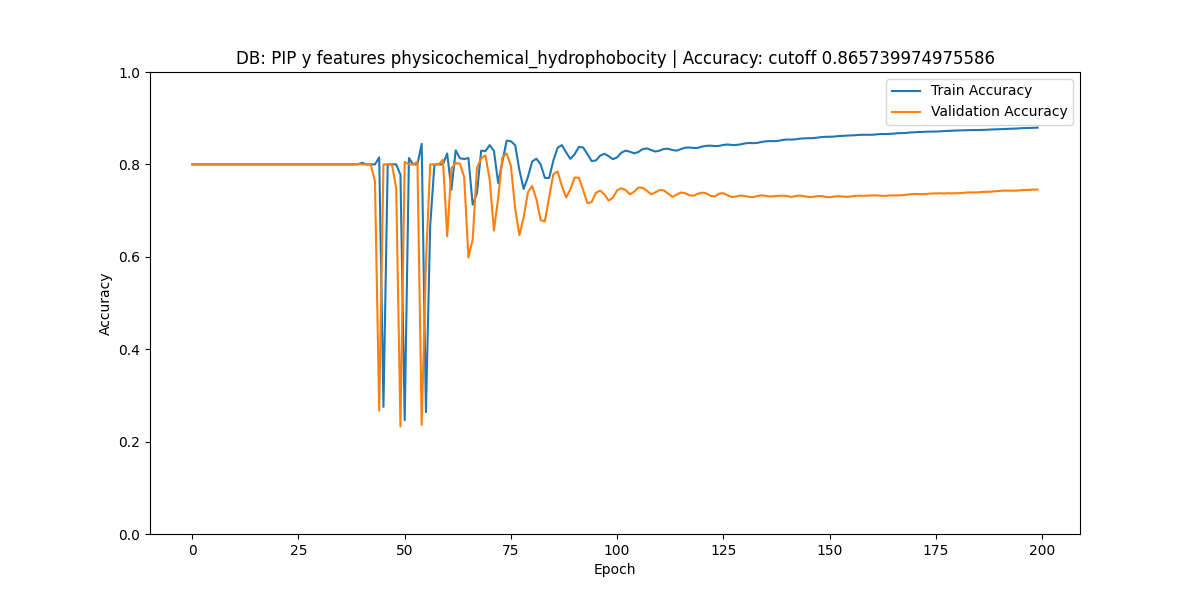 DB: PIP y features physicochemical_hydrophobocity | Accuracy: cutoff 0.865739974975586
Train Accuracy
Validation Accuracy
1.0
0.8
0.6
0.4
0.2
0.0
Accuracy
0 25 50 75 100 125 150 175 200
Epoch